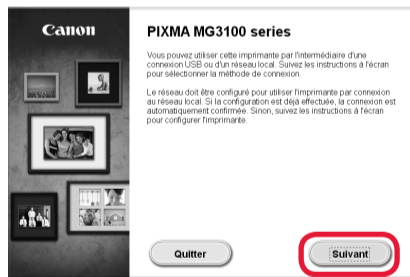 Canon
PIXMA MG3100 series
Vous pouvez utiliser cette imprimante par l'intermédiaire d'une
connexion USB ou d'un réseau local. Suivez les instructions à l'écran
pour sélectionner la méthode de connexion.
Le réseau doit être configuré pour utiliser l'imprimante par connexion
au réseau local. Si la configuration est déjà effectuée, la connexion est
automatiquement confirmée. Sinon, suivez les instructions à l'écran
pour configurer l'imprimante.
Quitter
Suivant